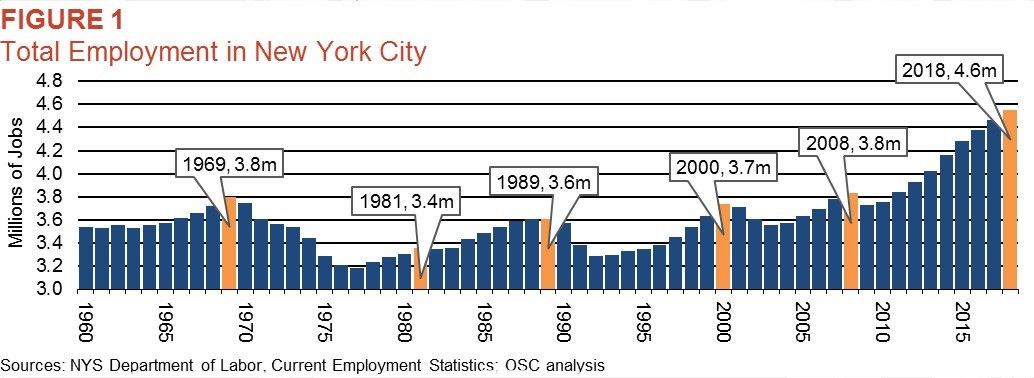 FIGURE 1
Total Employment in New York City
Millions of Jobs
4.8
4.6
4.4
4.2
4.0
3.8
3.6
3.4
3.2
3.0
1969, 3.8m
1981, 3.4m
1989, 3.6m
2000, 3.7m
2008, 3.8m
2018, 4.6m
1960
1965
1970
1975
1980
1985
1990
1995
2000
2005
2010
2015
Sources: NYS Department of Labor, Current Employment Statistics; OSC analysis